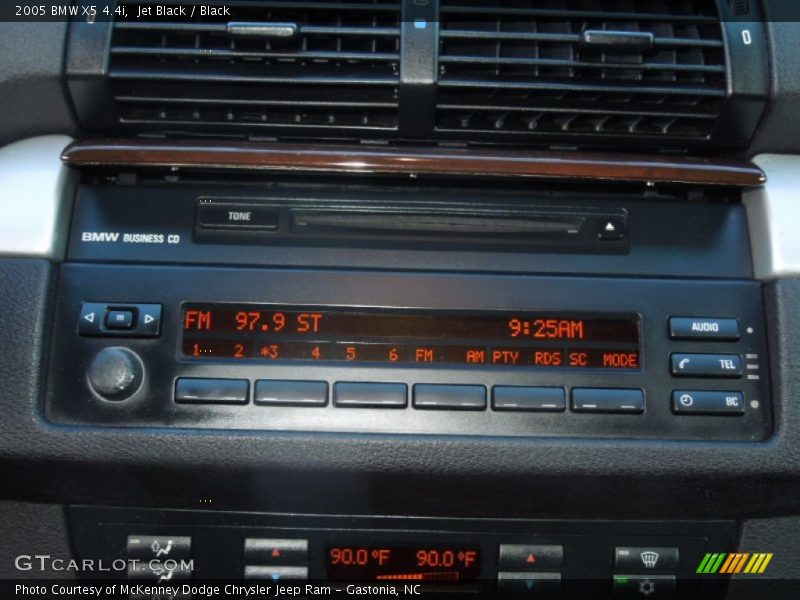 2005 BMW X5 4.4i, Jet Black / Black
0 0
TONE
BMW BUSINESS CD
m
FM 97.9 ST 9:25AM
1 2 *3 4 5 6 FM AM PTY RDS SC MODE
AUDIO
TEL
BC
90.0°F 90.0°F
GTCARLOT.COM
Photo Courtesy of McKenney Dodge Chrysler Jeep Ram - Gastonia, NC